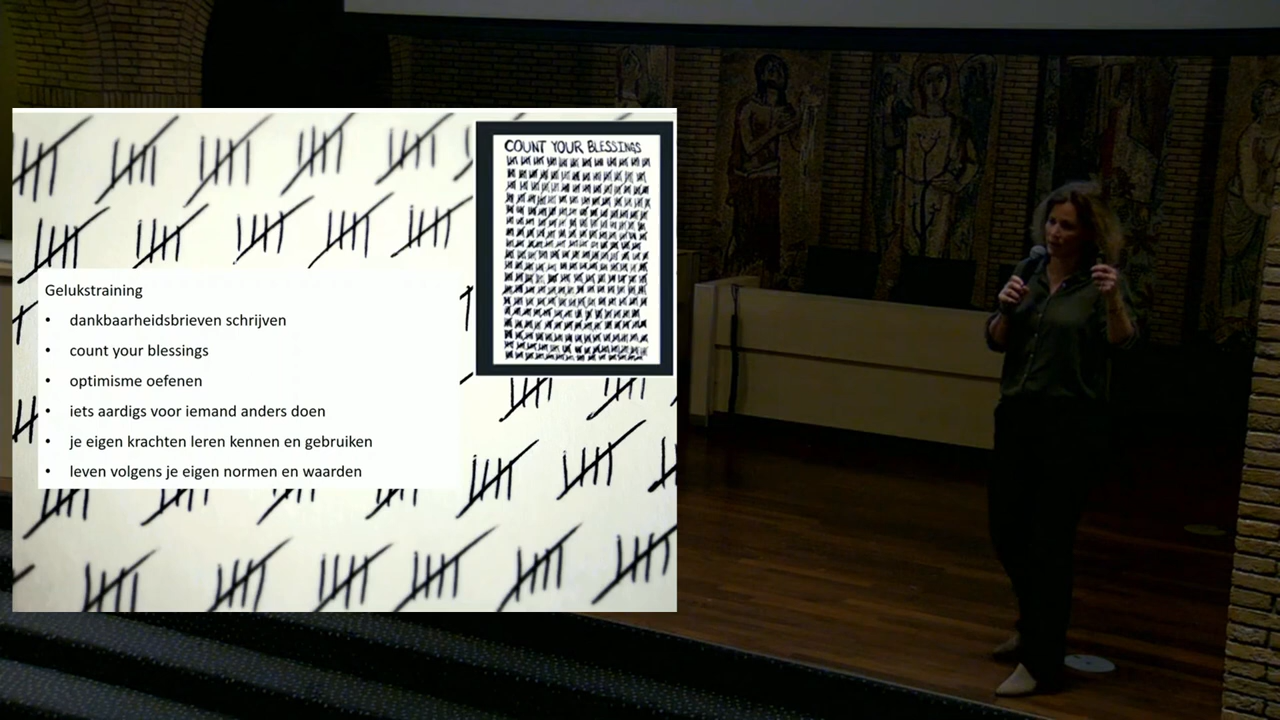 COUNT YOUR BLESSINGS
Gelukstraining
• dankbaarheidsbrieven schrijven
• count your blessings
• optimisme oefenen
• iets aardigs voor iemand anders doen
• je eigen krachten leren kennen en gebruiken
• leven volgens je eigen normen en waarden